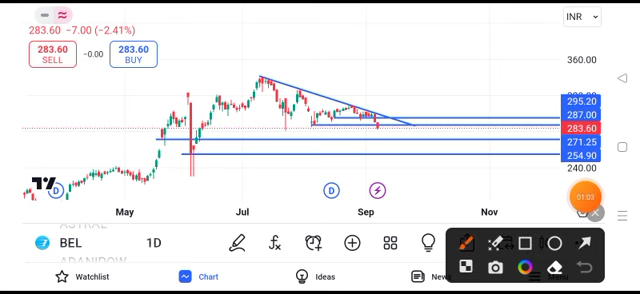 INR
283.60 −7.00 (−2.41%)
283.60
SELL
−0.00
283.60
BUY
360.00
295.20
287.00
283.60
271.25
254.90
240.00
D
D
01:03
May
Jul
Sep
Nov
BEL
1D
Watchlist
Chart
Ideas
News